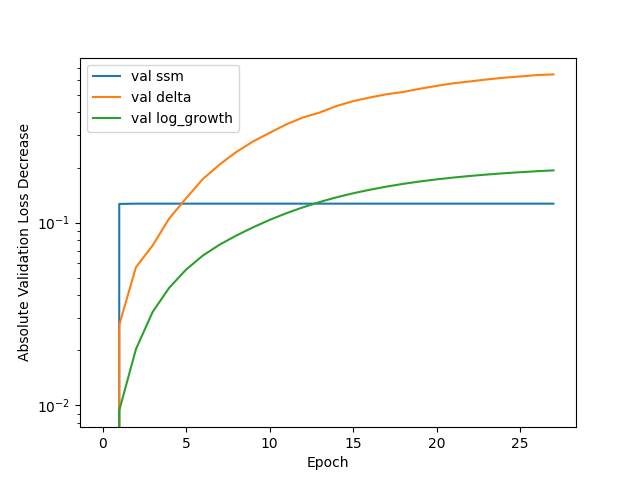 val ssm
val delta
val log_growth
Absolute Validation Loss Decrease
10⁻¹
10⁻²
0 5 10 15 20 25
Epoch